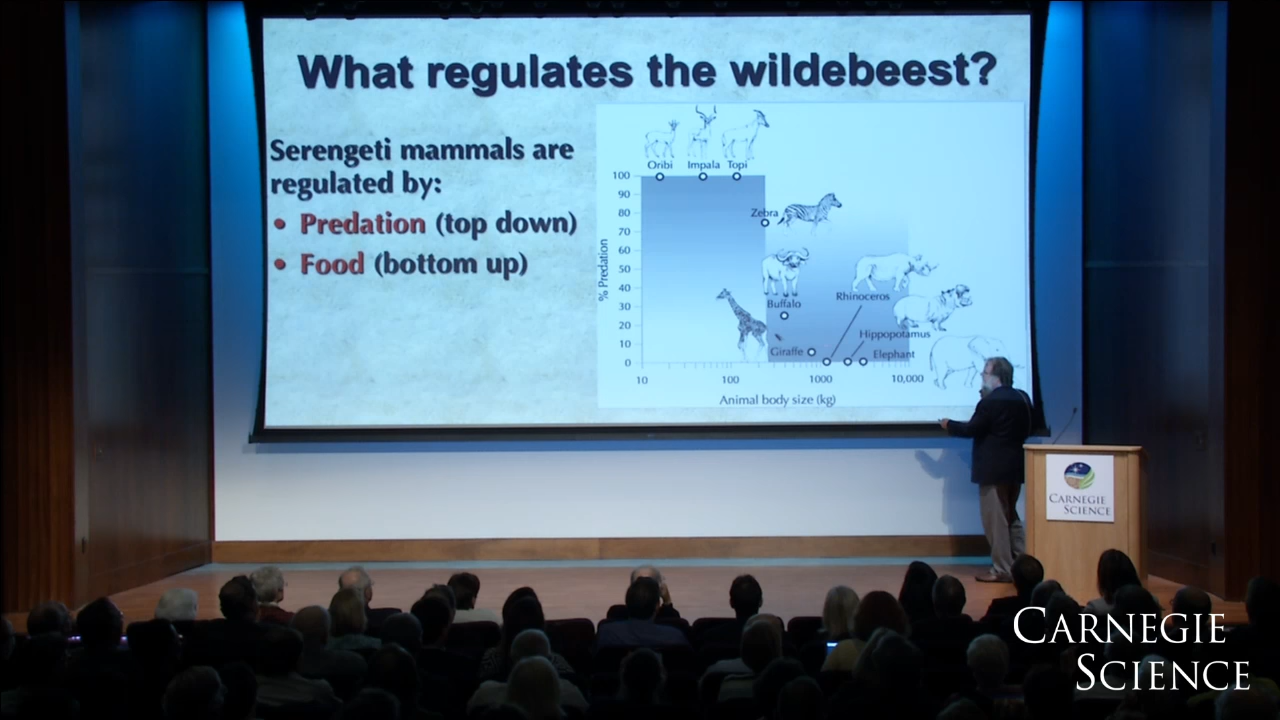 What regulates the wildebeest?
Serengeti mammals are
regulated by:
• Predation (top down)
• Food (bottom up)
Oribi Impala Topi
Zebra
Buffalo
Rhinoceros
Hippopotamus
Giraffe
Elephant
% Predation
100
90
80
70
60
50
40
30
20
10
0
10 100 1000 10,000
Animal body size (kg)
CARNEGIE
SCIENCE
CARNEGIE
SCIENCE